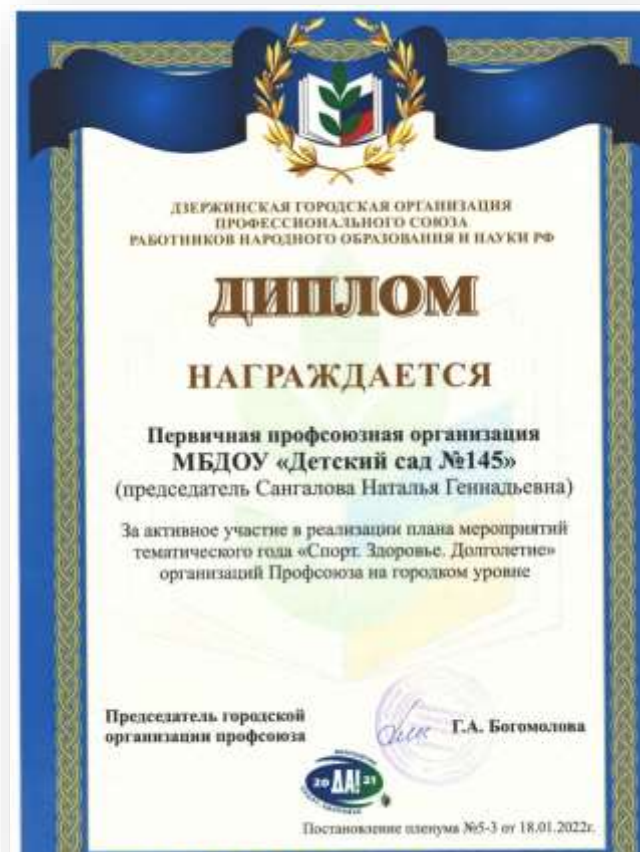 ДЗЕРЖИНСКАЯ ГОРОДСКАЯ ОРГАНИЗАЦИЯ
ПРОФЕССИОНАЛЬНОГО СОЮЗА
РАБОТНИКОВ НАРОДНОГО ОБРАЗОВАНИЯ И НАУКИ РФ
ДИПЛОМ
НАГРАЖДАЕТСЯ
Первичная профсоюзная организация
МБДОУ «Детский сад №145»
(председатель Сангалова Наталья Геннадьевна)
За активное участие в реализации плана мероприятий
тематического года «Спорт. Здоровье. Долголетие»
организаций Профсоюза на городком уровне
Председатель городской
организации профсоюза
Г.А. Богомолова
20 ДА! 21
Постановление пленума №5-3 от 18.01.2022г.